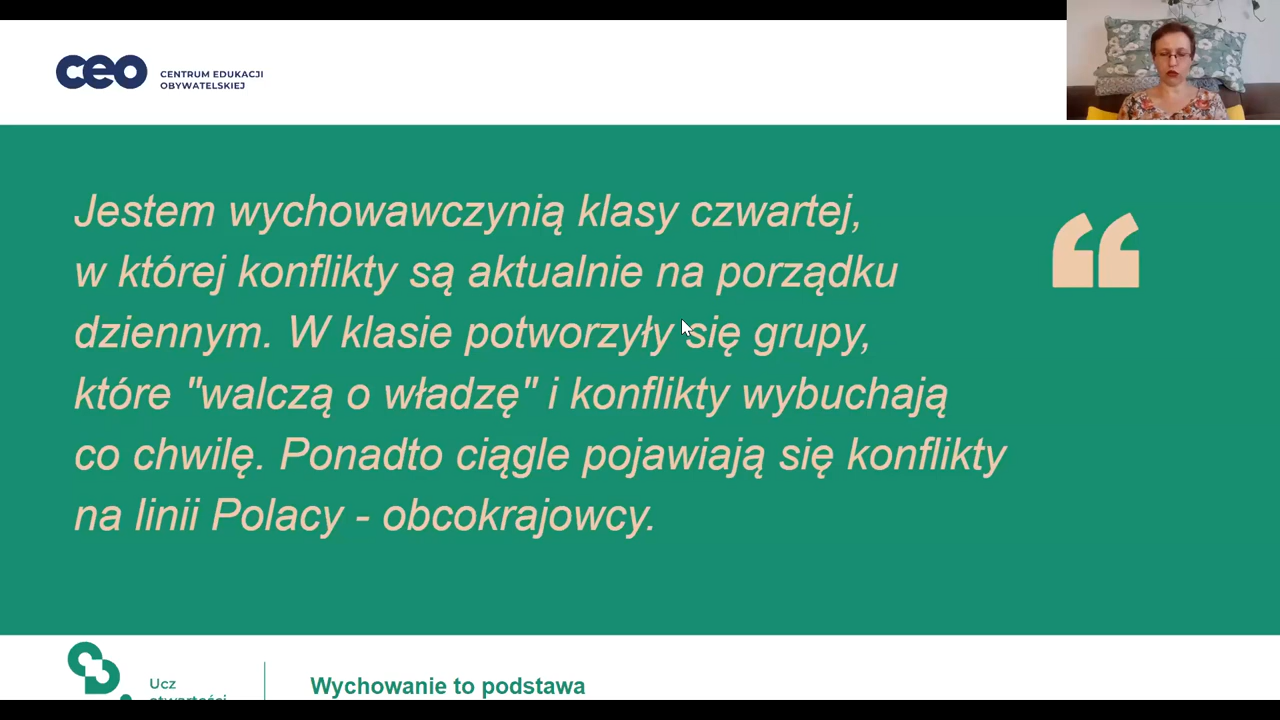 ceo
CENTRUM EDUKACJI
OBYWATELSKIEJ
Jestem wychowawczynią klasy czwartej,
w której konflikty są aktualnie na porządku
dziennym. W klasie potworzyły się grupy,
które "walczą o władzę" i konflikty wybuchają
co chwilę. Ponadto ciągle pojawiają się konflikty
na linii Polacy - obcokrajowcy.
Ucz
otwartości
Wychowanie to podstawa